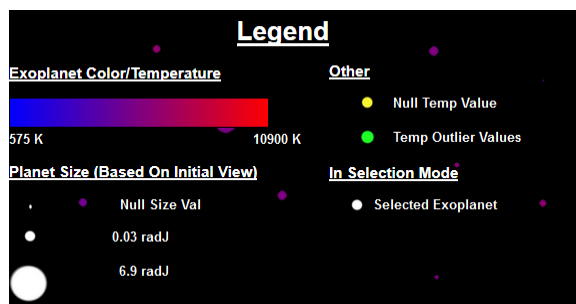 Legend
Exoplanet Color/Temperature
575 K
10900 K
Planet Size (Based On Initial View)
Null Size Val
0.03 radJ
6.9 radJ
Other
Null Temp Value
Temp Outlier Values
In Selection Mode
Selected Exoplanet